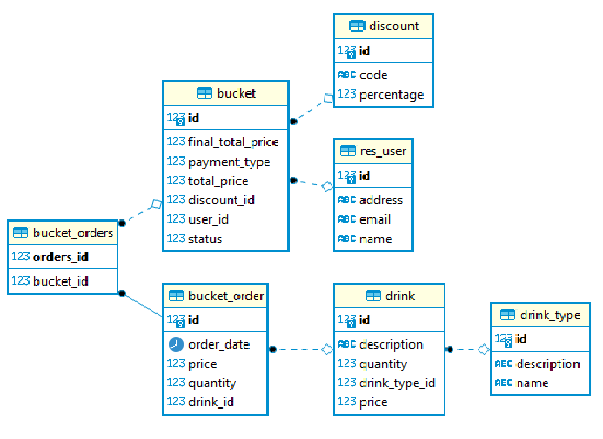 discount
123 id
ABC code
123 percentage
bucket
123 id
123 final_total_price
123 payment_type
123 total_price
123 discount_id
123 user_id
123 status
res_user
123 id
ABC address
ABC email
ABC name
bucket_orders
123 orders_id
123 bucket_id
bucket_order
123 id
order_date
123 price
123 quantity
123 drink_id
drink
123 id
ABC description
123 quantity
123 drink_type_id
123 price
drink_type
123 id
ABC description
ABC name